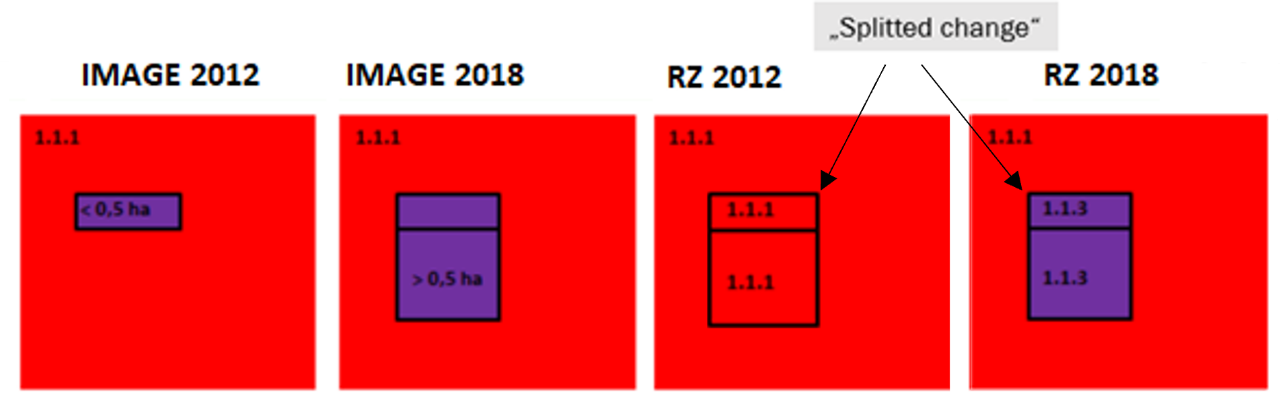 „Splitted change“
IMAGE 2012
IMAGE 2018
RZ 2012
RZ 2018
1.1.1
1.1.1
1.1.1
1.1.1
< 0,5 ha
1.1.1
1.1.3
> 0,5 ha
1.1.1
1.1.3